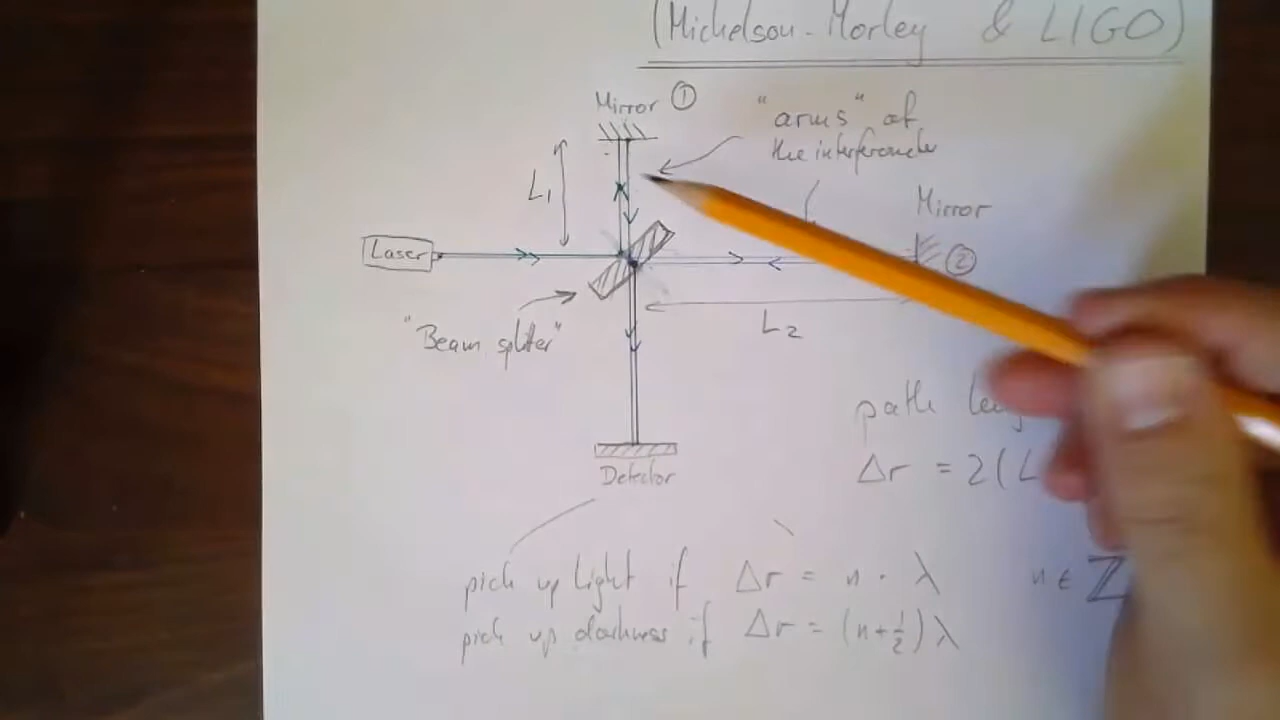 (Michelson-Morley & LIGO)
Mirror ①
"arms" of
the interferometer
L₁
Mirror
②
Laser
L₂
"Beam spliter"
path
Δr = 2(L
Detector
pick up light if Δr = n · λ n ∈ ℤ
pick up darkness if Δr = (n+½)λ